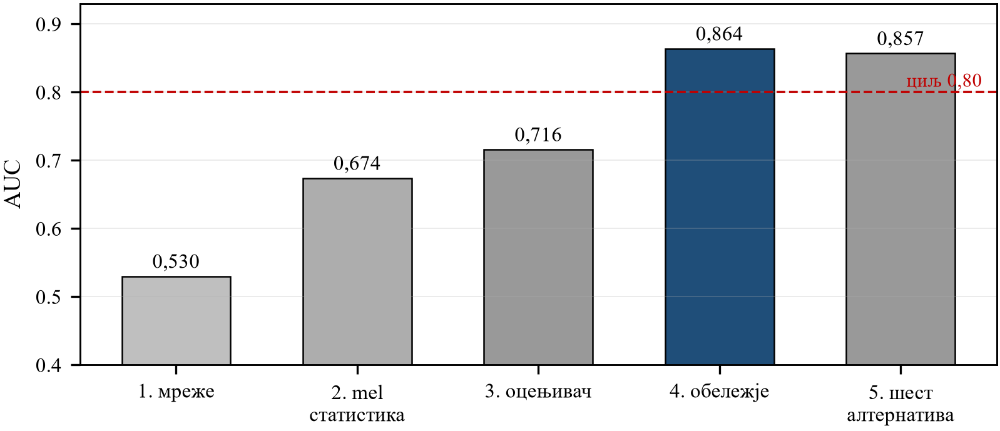 0.9
0.8
0.7
0.6
0.5
0.4
AUC
0,530
0,674
0,716
0,864
0,857
циљ 0,80
1. мреже
2. mel
статистика
3. оцењивач
4. обележје
5. шест
алтернатива